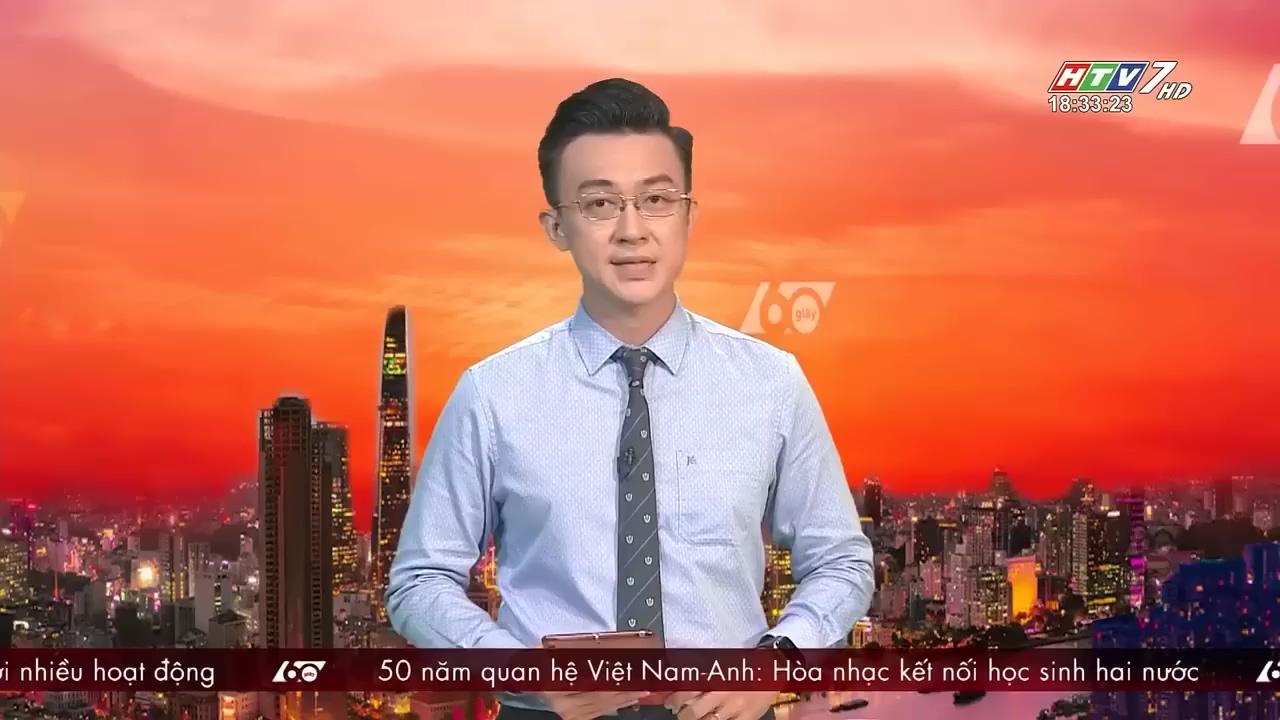 HTV7 HD
18:33:23
60 giây
ới nhiều hoạt động 60 giây 50 năm quan hệ Việt Nam-Anh: Hòa nhạc kết nối học sinh hai nước